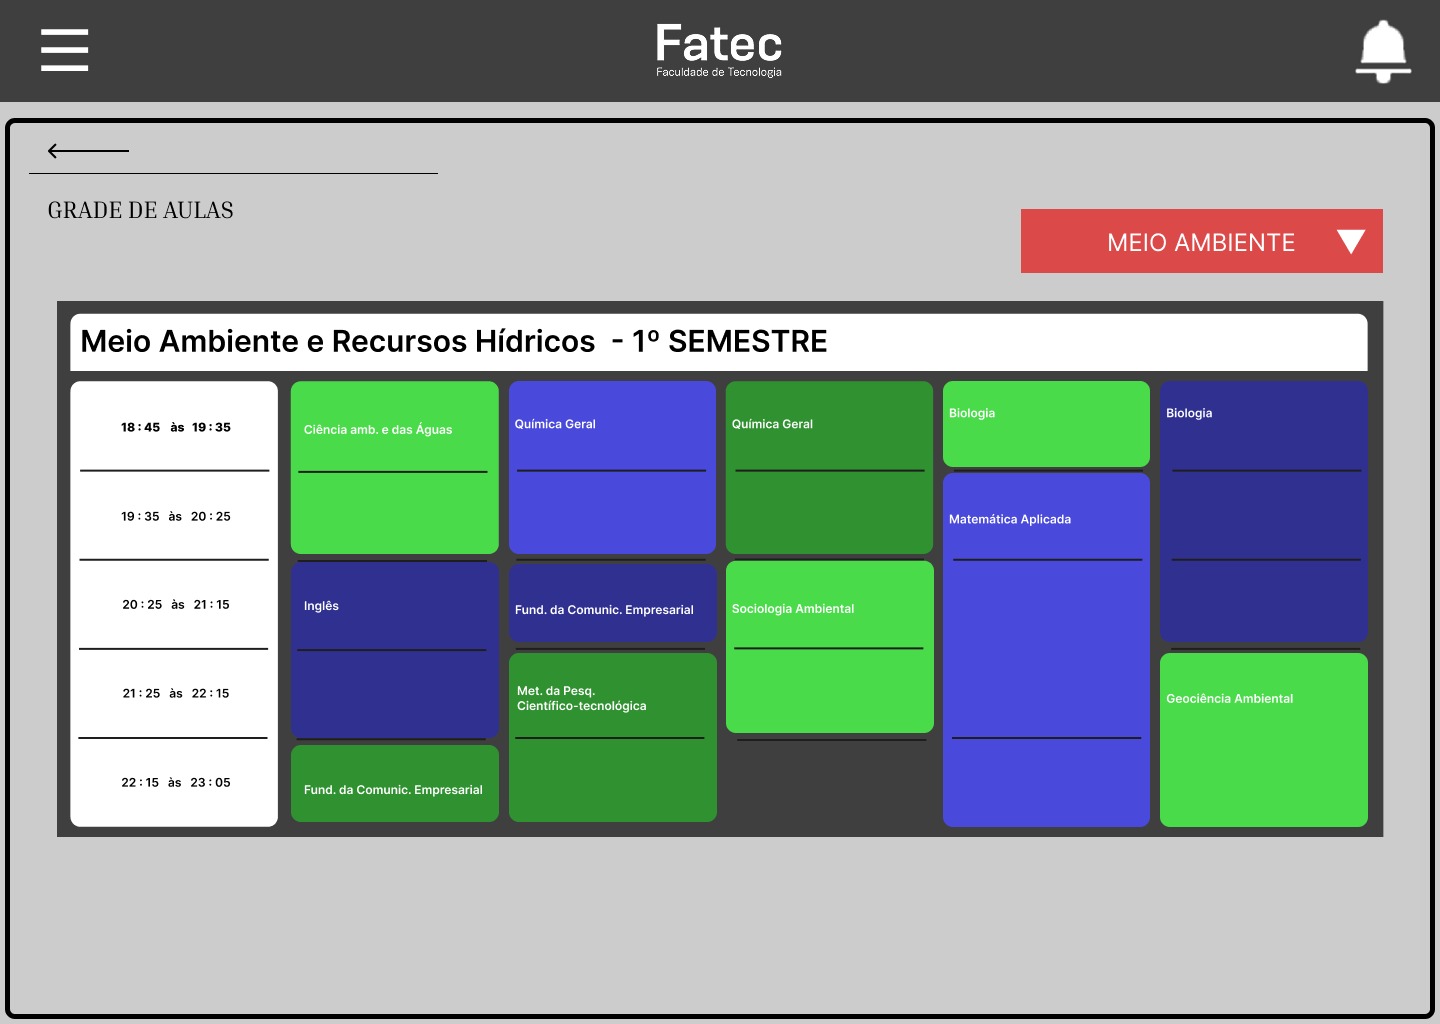 Fatec
Faculdade de Tecnologia
GRADE DE AULAS
MEIO AMBIENTE
Meio Ambiente e Recursos Hídricos - 1º SEMESTRE
18:45 às 19:35
Ciência amb. e das Águas
Química Geral
Química Geral
Biologia
Biologia
19:35 às 20:25
Matemática Aplicada
20:25 às 21:15
Inglês
Fund. da Comunic. Empresarial
Sociologia Ambiental
21:25 às 22:15
Met. da Pesq.
Científico-tecnológica
Geociência Ambiental
22:15 às 23:05
Fund. da Comunic. Empresarial